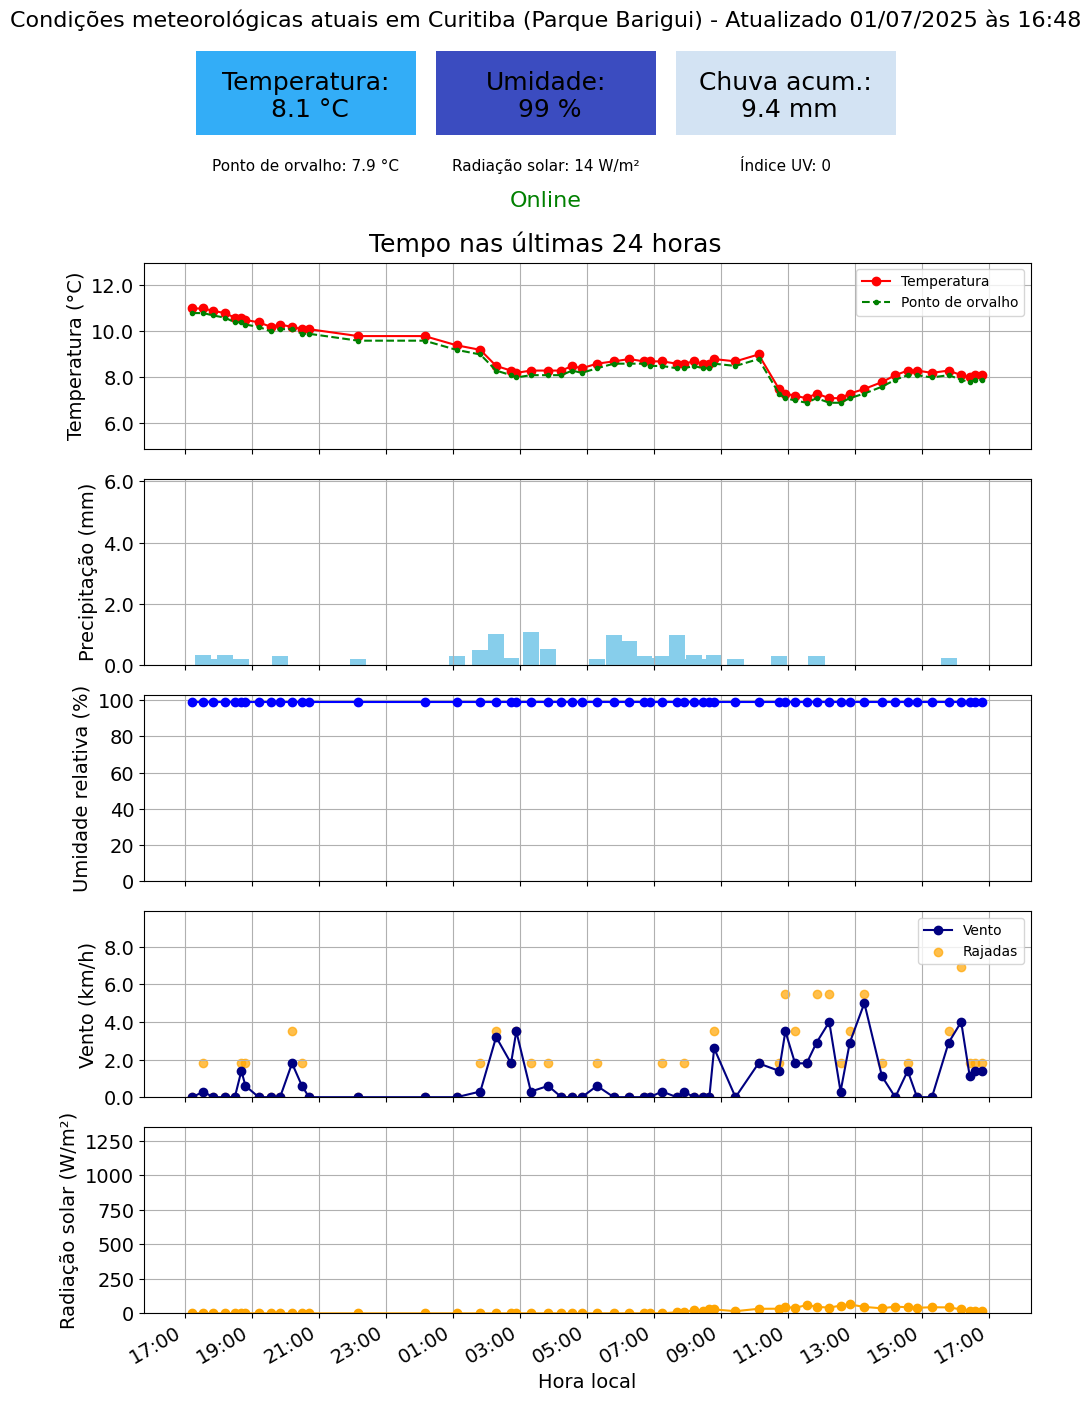 Condições meteorológicas atuais em Curitiba (Parque Barigui) - Atualizado 01/07/2025 às 16:48
Temperatura:
8.1 °C
Umidade:
99 %
Chuva acum.:
9.4 mm
Ponto de orvalho: 7.9 °C
Radiação solar: 14 W/m²
Índice UV: 0
Online
Tempo nas últimas 24 horas
Temperatura (°C)
12.0
10.0
8.0
6.0
Temperatura
Ponto de orvalho
Precipitação (mm)
6.0
4.0
2.0
0.0
Umidade relativa (%)
100
80
60
40
20
0
Vento (km/h)
8.0
6.0
4.0
2.0
0.0
Vento
Rajadas
Radiação solar (W/m²)
1250
1000
750
500
250
0
17:00
19:00
21:00
23:00
01:00
03:00
05:00
07:00
09:00
11:00
13:00
15:00
17:00
Hora local